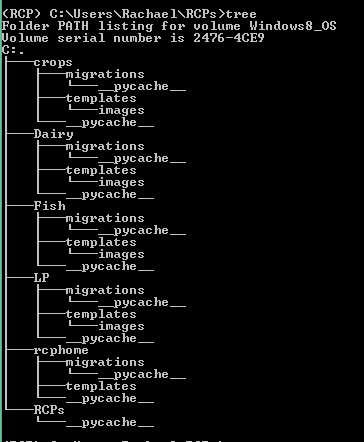 (RCP) C:\Users\Rachael\RCPs>tree
Folder PATH listing for volume Windows8_OS
Volume serial number is 2476-4CE9
C:.
├───crops
│   ├───migrations
│   │   └───__pycache__
│   ├───templates
│   │   └───images
│   └───__pycache__
├───Dairy
│   ├───migrations
│   │   └───__pycache__
│   ├───templates
│   │   └───images
│   └───__pycache__
├───Fish
│   ├───migrations
│   │   └───__pycache__
│   ├───templates
│   │   └───images
│   └───__pycache__
├───LP
│   ├───migrations
│   │   └───__pycache__
│   ├───templates
│   │   └───images
│   └───__pycache__
├───rcphome
│   ├───migrations
│   │   └───__pycache__
│   ├───templates
│   └───__pycache__
└───RCPs
    └───__pycache__